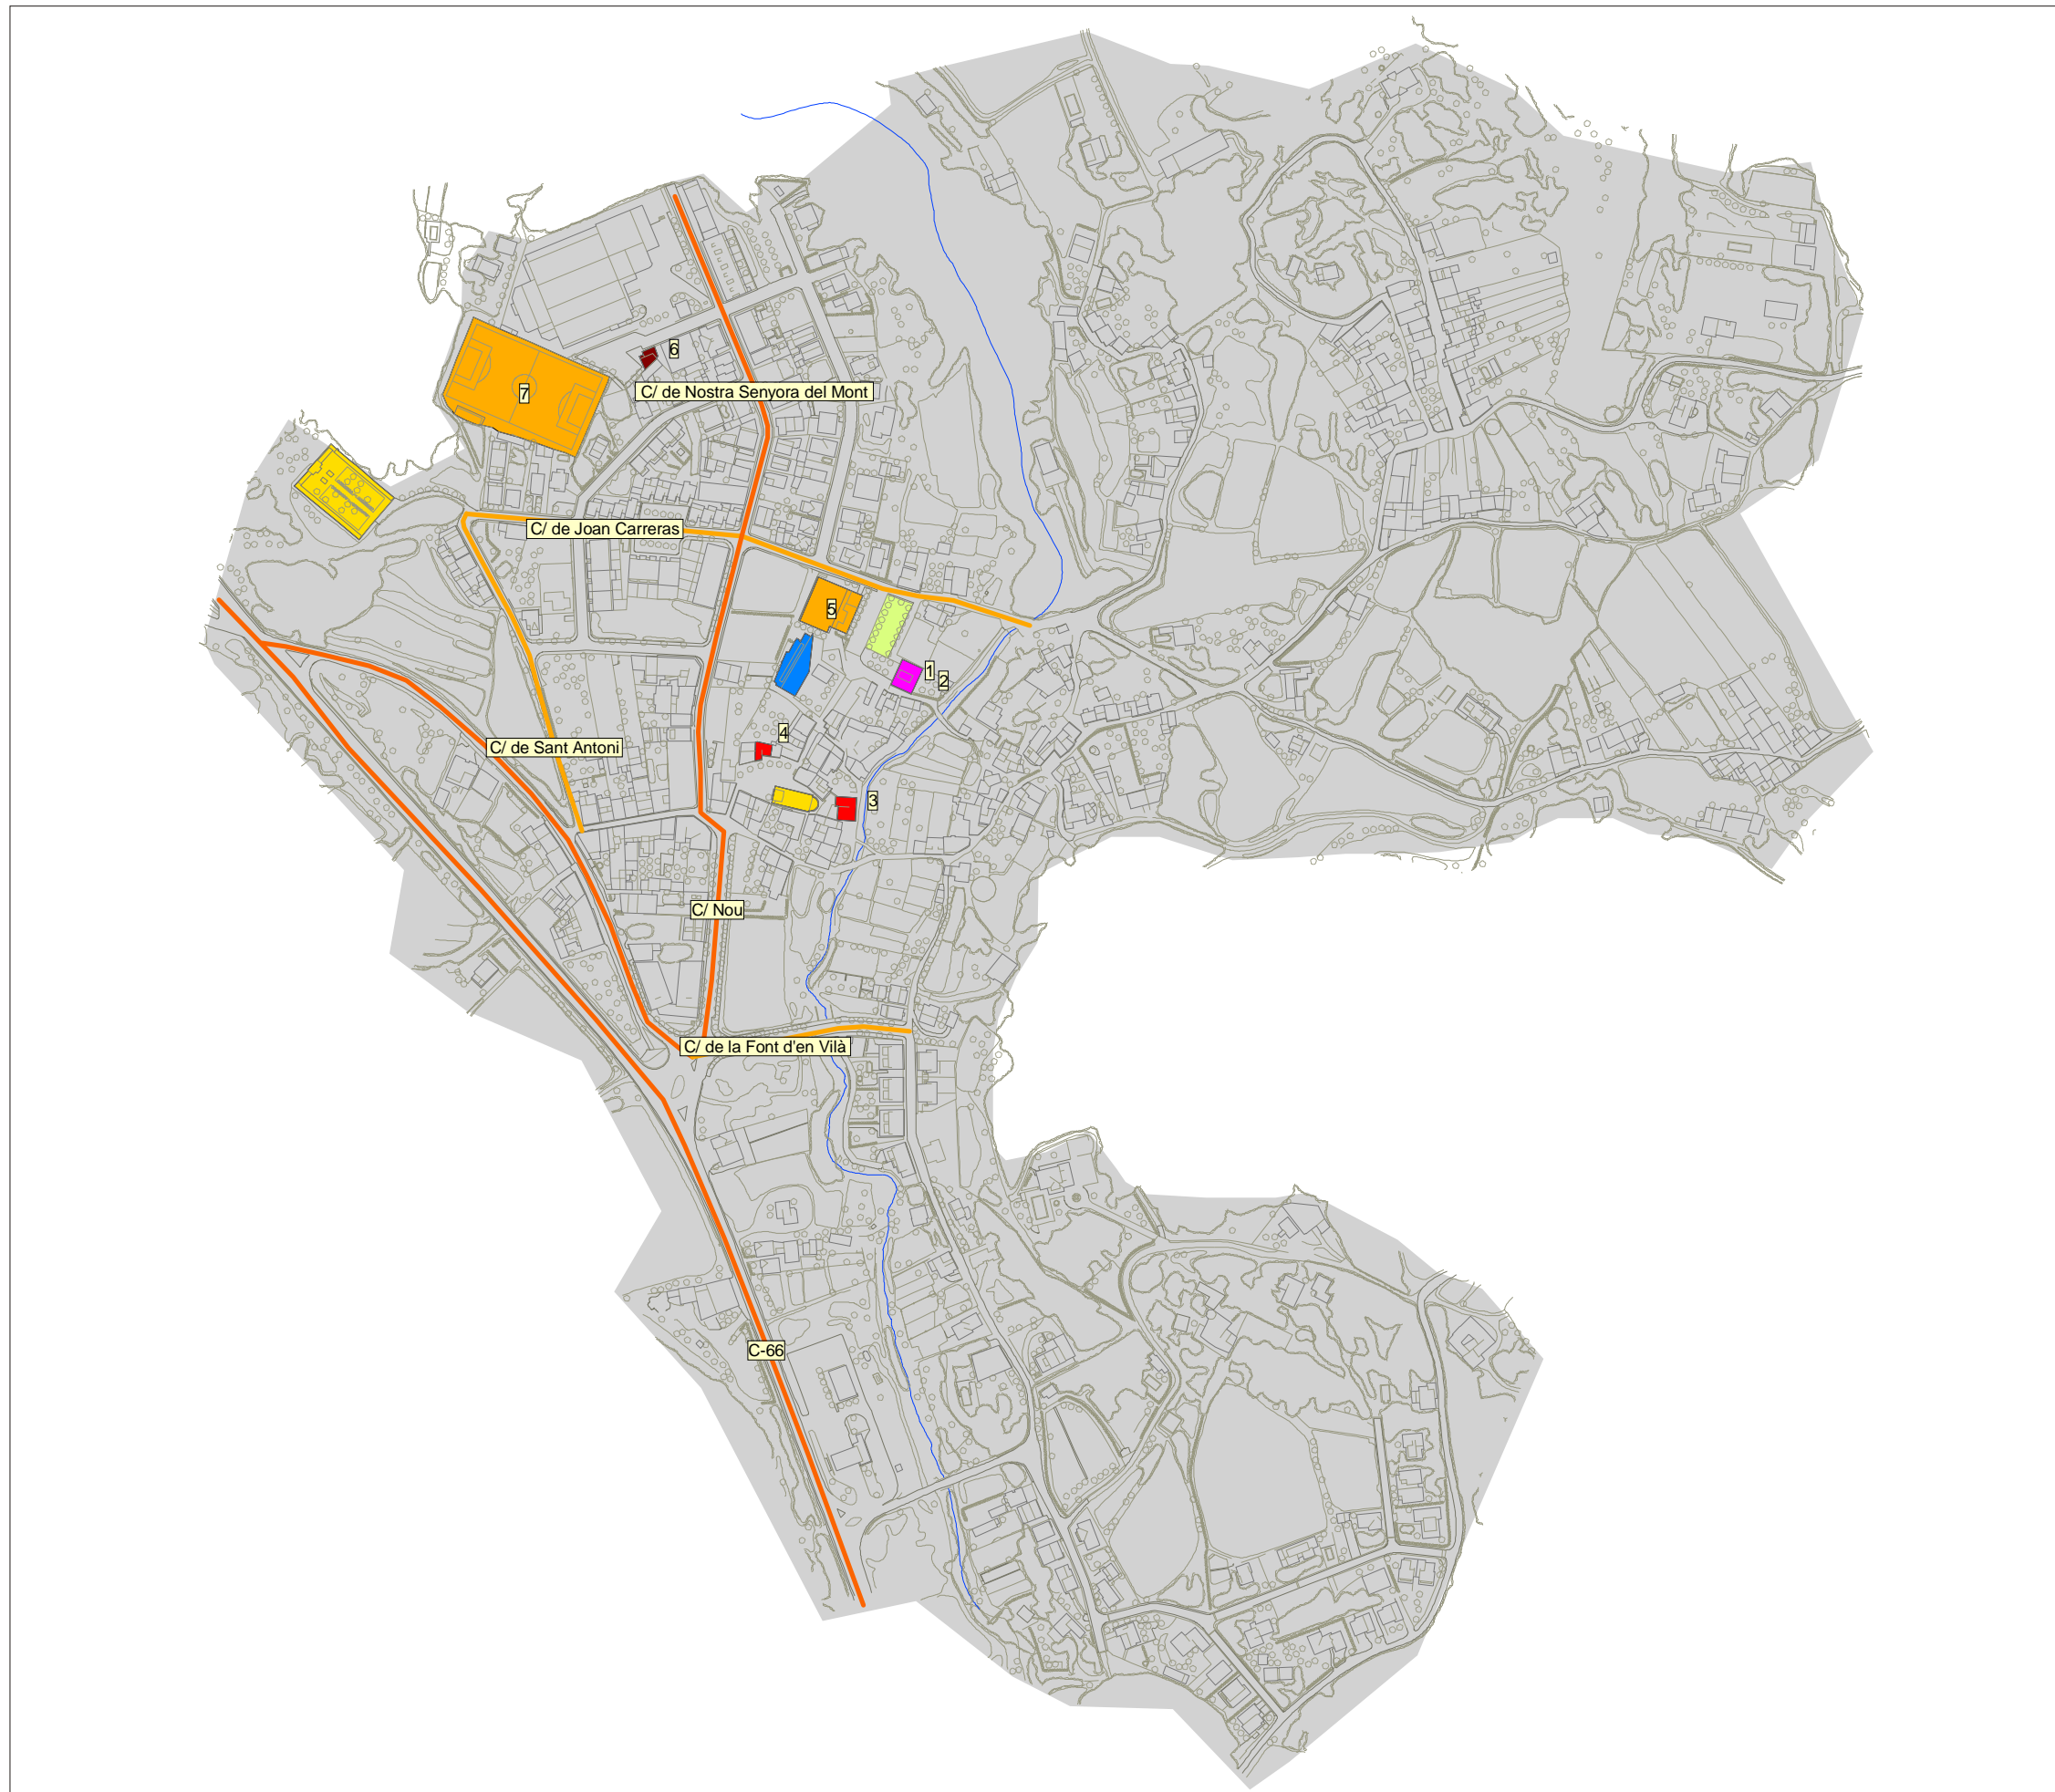 6
C/ de Nostra Senyora del Mont
7
C/ de Joan Carreras
5
1
2
4
C/ de Sant Antoni
3
C/ Nou
C/ de la Font d'en Vilà
C-66